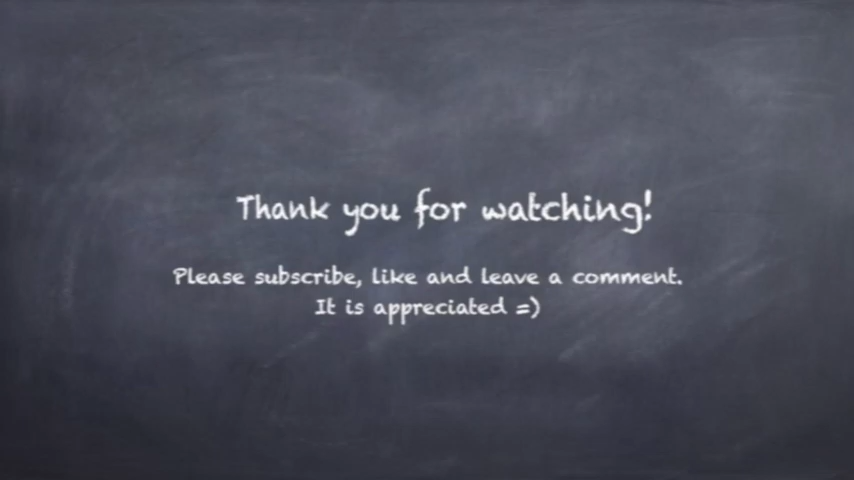 Thank you for watching!
Please subscribe, like and leave a comment.
It is appreciated =)